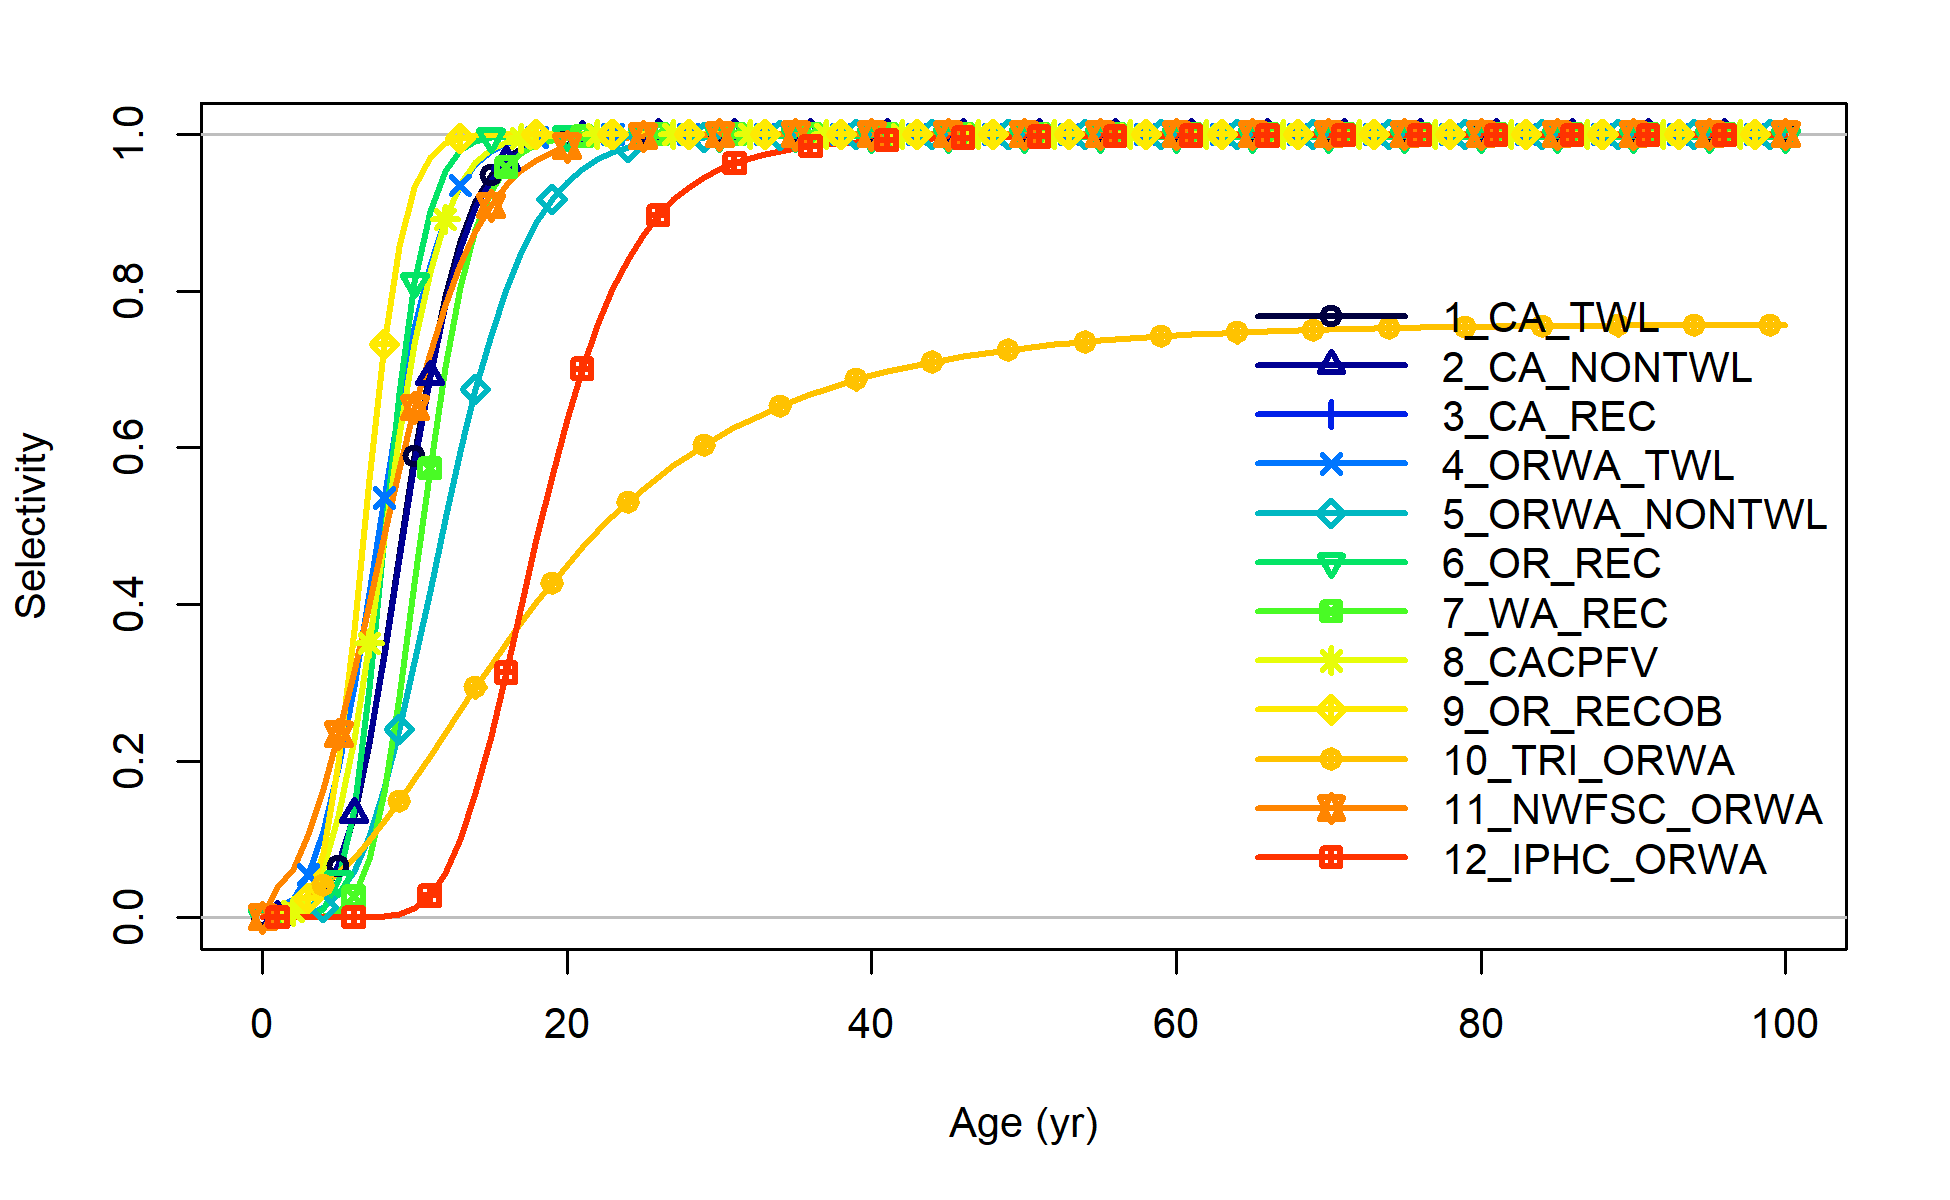 1.0
0.8
0.6
0.4
0.2
0.0
Selectivity
1_CA_TWL
2_CA_NONTWL
3_CA_REC
4_ORWA_TWL
5_ORWA_NONTWL
6_OR_REC
7_WA_REC
8_CACPFV
9_OR_RECOB
10_TRI_ORWA
11_NWFSC_ORWA
12_IPHC_ORWA
0 20 40 60 80 100
Age (yr)